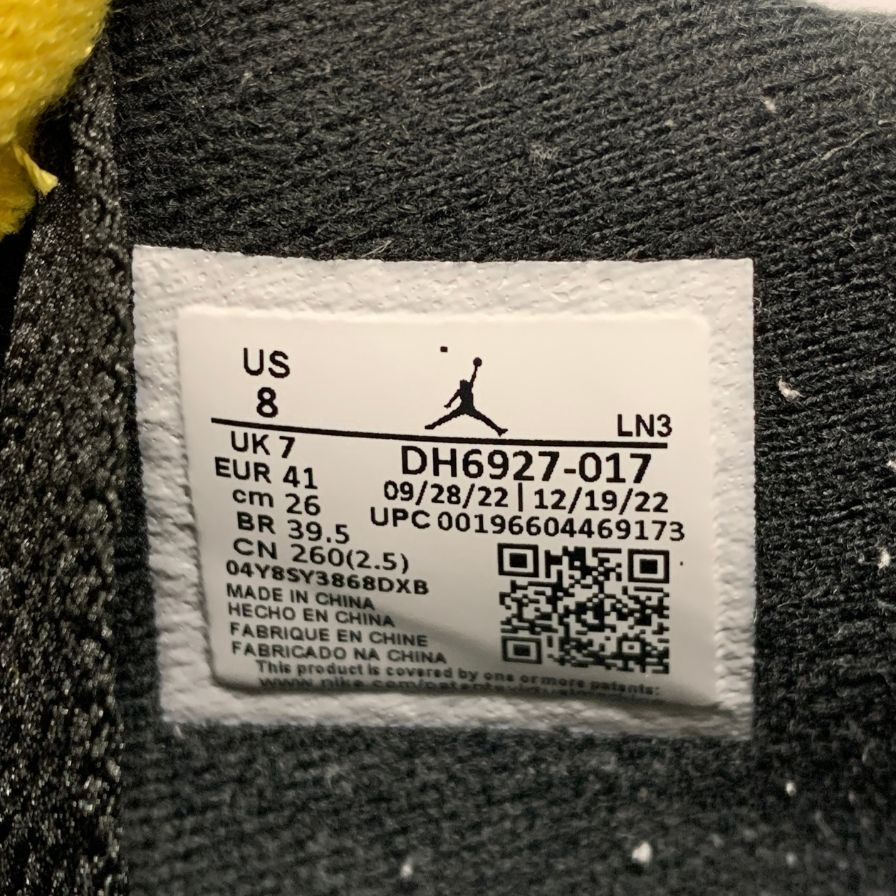 US
8
LN3
UK 7
EUR 41
cm 26
BR 39.5
CN 260(2.5)
04Y8SY3868DXB
DH6927-017
09/28/22 | 12/19/22
UPC 00196604469173
MADE IN CHINA
HECHO EN CHINA
FABRIQUE EN CHINE
FABRICADO NA CHINA
This product is covered by one or more patents: